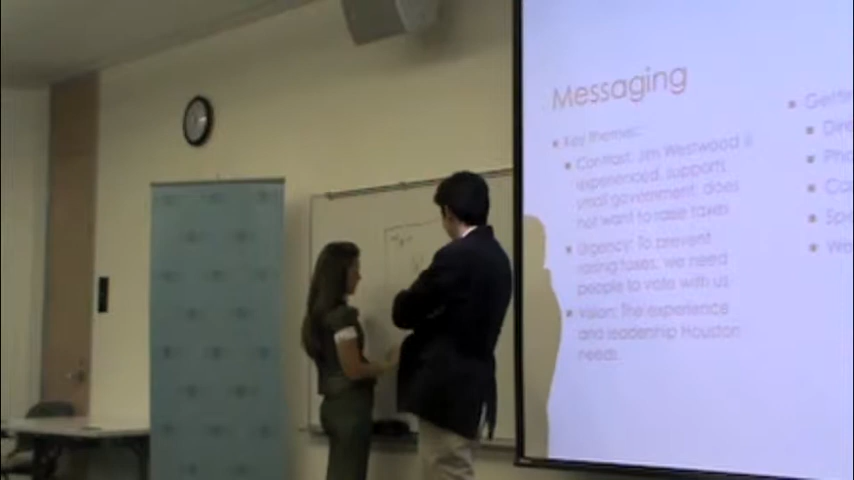 Messaging
Key themes:
Contrast: Jim Westwood is
experienced, supports
small government, does
not want to raise taxes
Urgency: To prevent
raising taxes, we need
people to vote with us
Vision: The experience
and leadership Houston
needs.
Getting